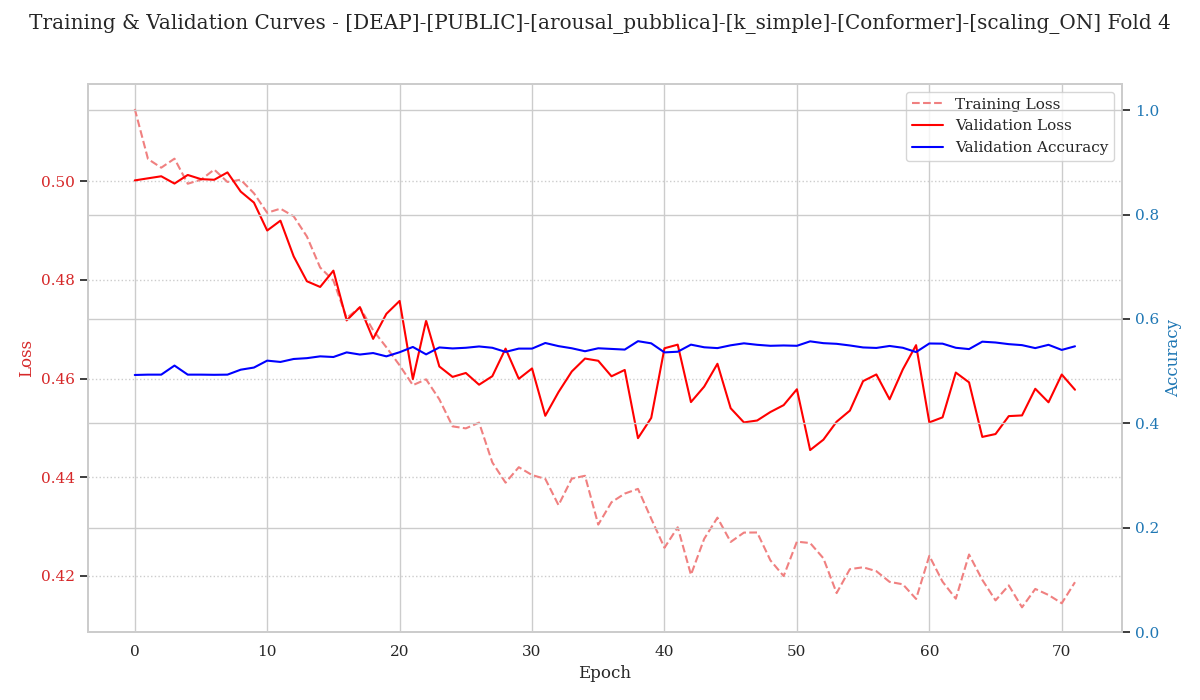 Training & Validation Curves - [DEAP]-[PUBLIC]-[arousal_pubblica]-[k_simple]-[Conformer]-[scaling_ON] Fold 4
Training Loss
Validation Loss
Validation Accuracy
Loss
0.50
0.48
0.46
0.44
0.42
1.0
0.8
0.6
0.4
0.2
0.0
Accuracy
0
10
20
30
40
50
60
70
Epoch